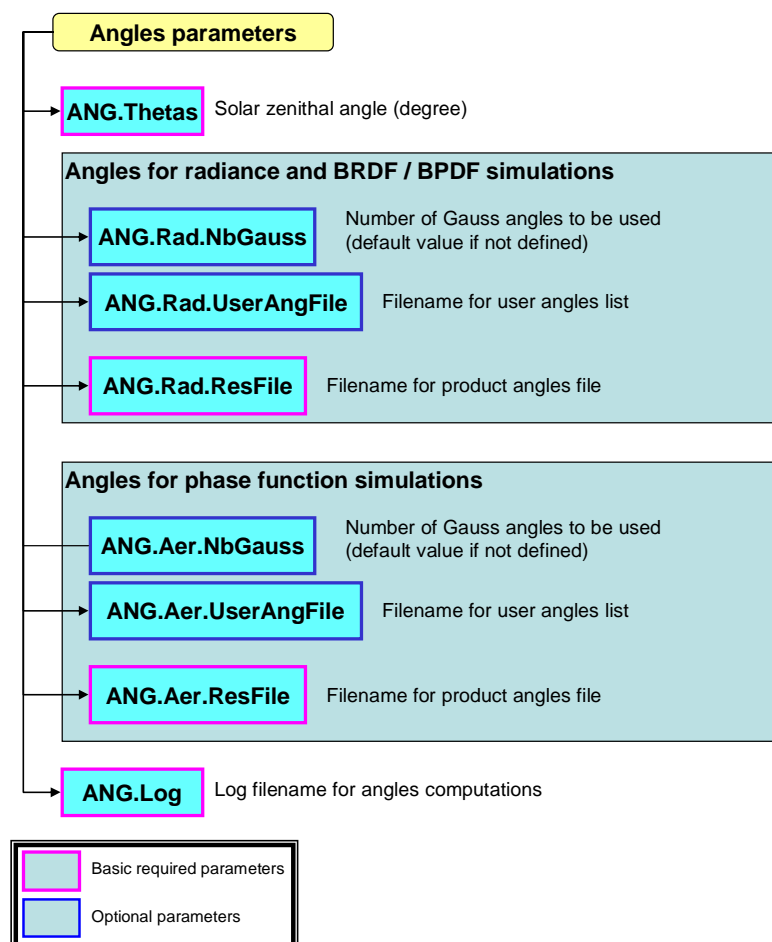 Angles parameters
ANG.Thetas
Solar zenithal angle (degree)
Angles for radiance and BRDF / BPDF simulations
ANG.Rad.NbGauss
Number of Gauss angles to be used
(default value if not defined)
ANG.Rad.UserAngFile
Filename for user angles list
ANG.Rad.ResFile
Filename for product angles file
Angles for phase function simulations
ANG.Aer.NbGauss
Number of Gauss angles to be used
(default value if not defined)
ANG.Aer.UserAngFile
Filename for user angles list
ANG.Aer.ResFile
Filename for product angles file
ANG.Log
Log filename for angles computations
Basic required parameters
Optional parameters